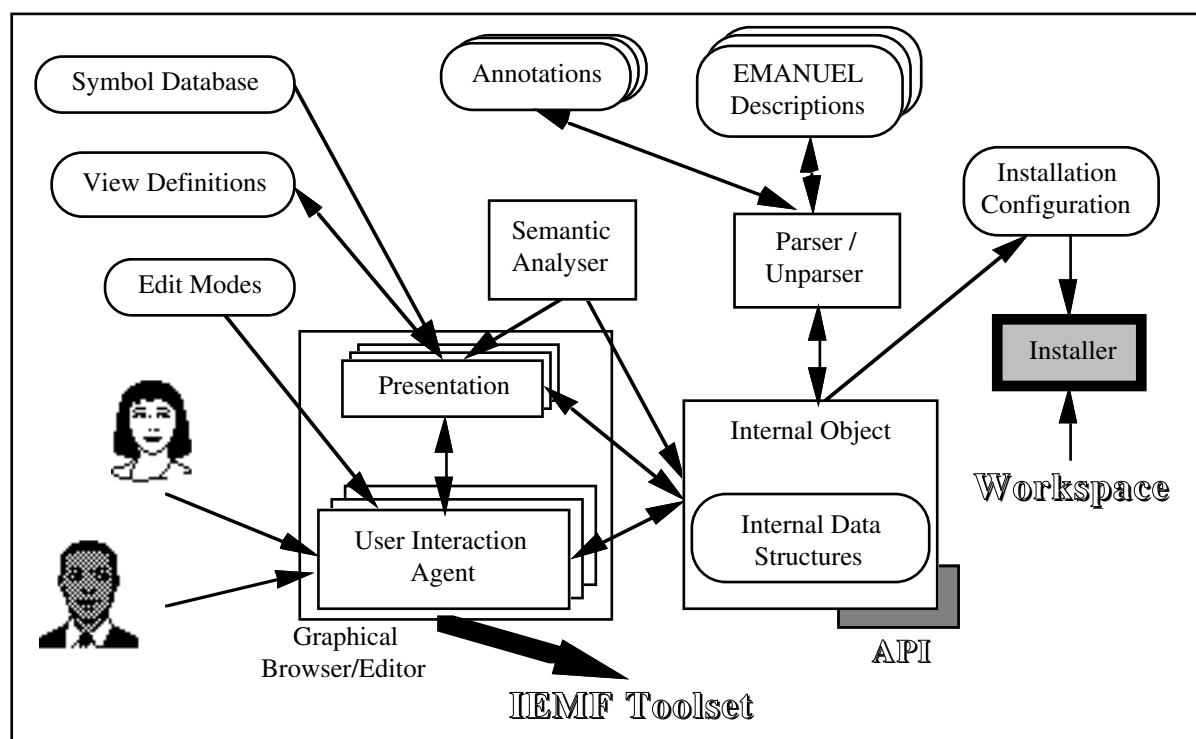 Symbol Database
Annotations
EMANUEL
Descriptions
View Definitions
Installation
Configuration
Semantic
Analyser
Parser /
Unparser
Edit Modes
Installer
Presentation
Internal Object
Workspace
User Interaction
Agent
Internal Data
Structures
Graphical
Browser/Editor
API
IEMF Toolset